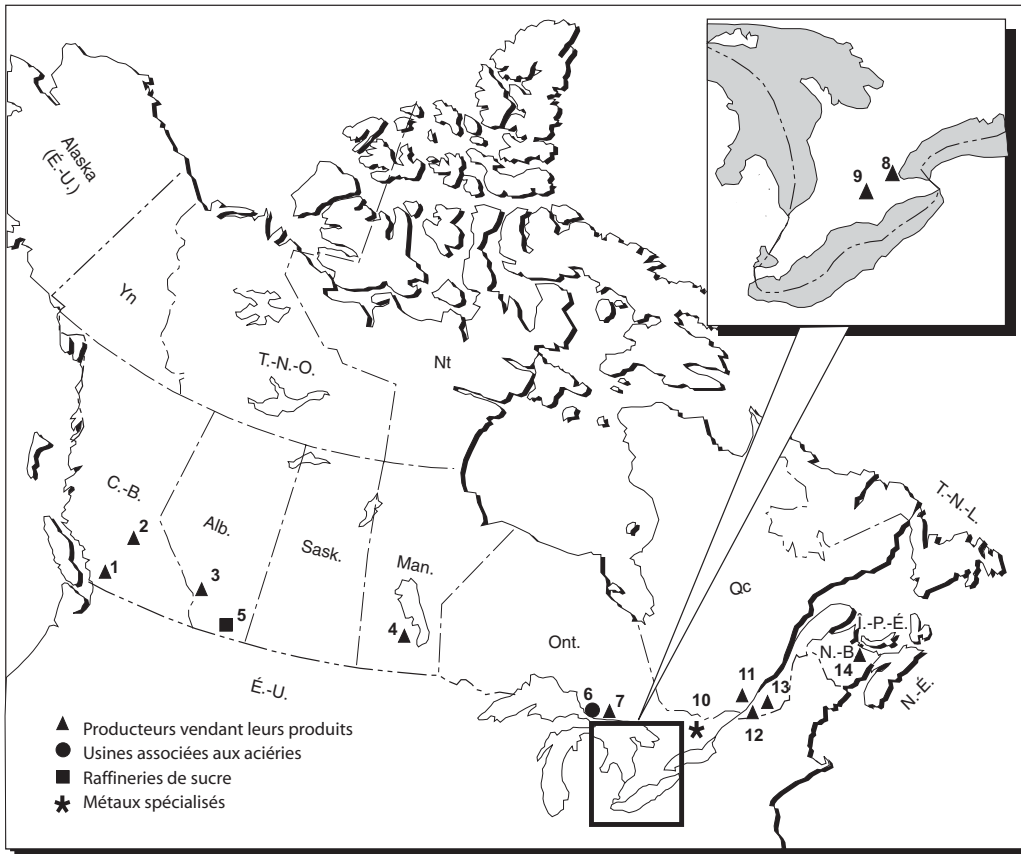 Alaska
(É.-U.)
Yn
T.-N.-O.
Nt
C.-B.
Alb.
Sask.
Man.
Ont.
Qc
T.-N.-L.
Î.-P.-É.
N.-B
N.-É.
É.-U.
1
2
3
4
5
6
7
8
9
10
11
12
13
14
Producteurs vendant leurs produits
Usines associées aux aciéries
Raffineries de sucre
Métaux spécialisés